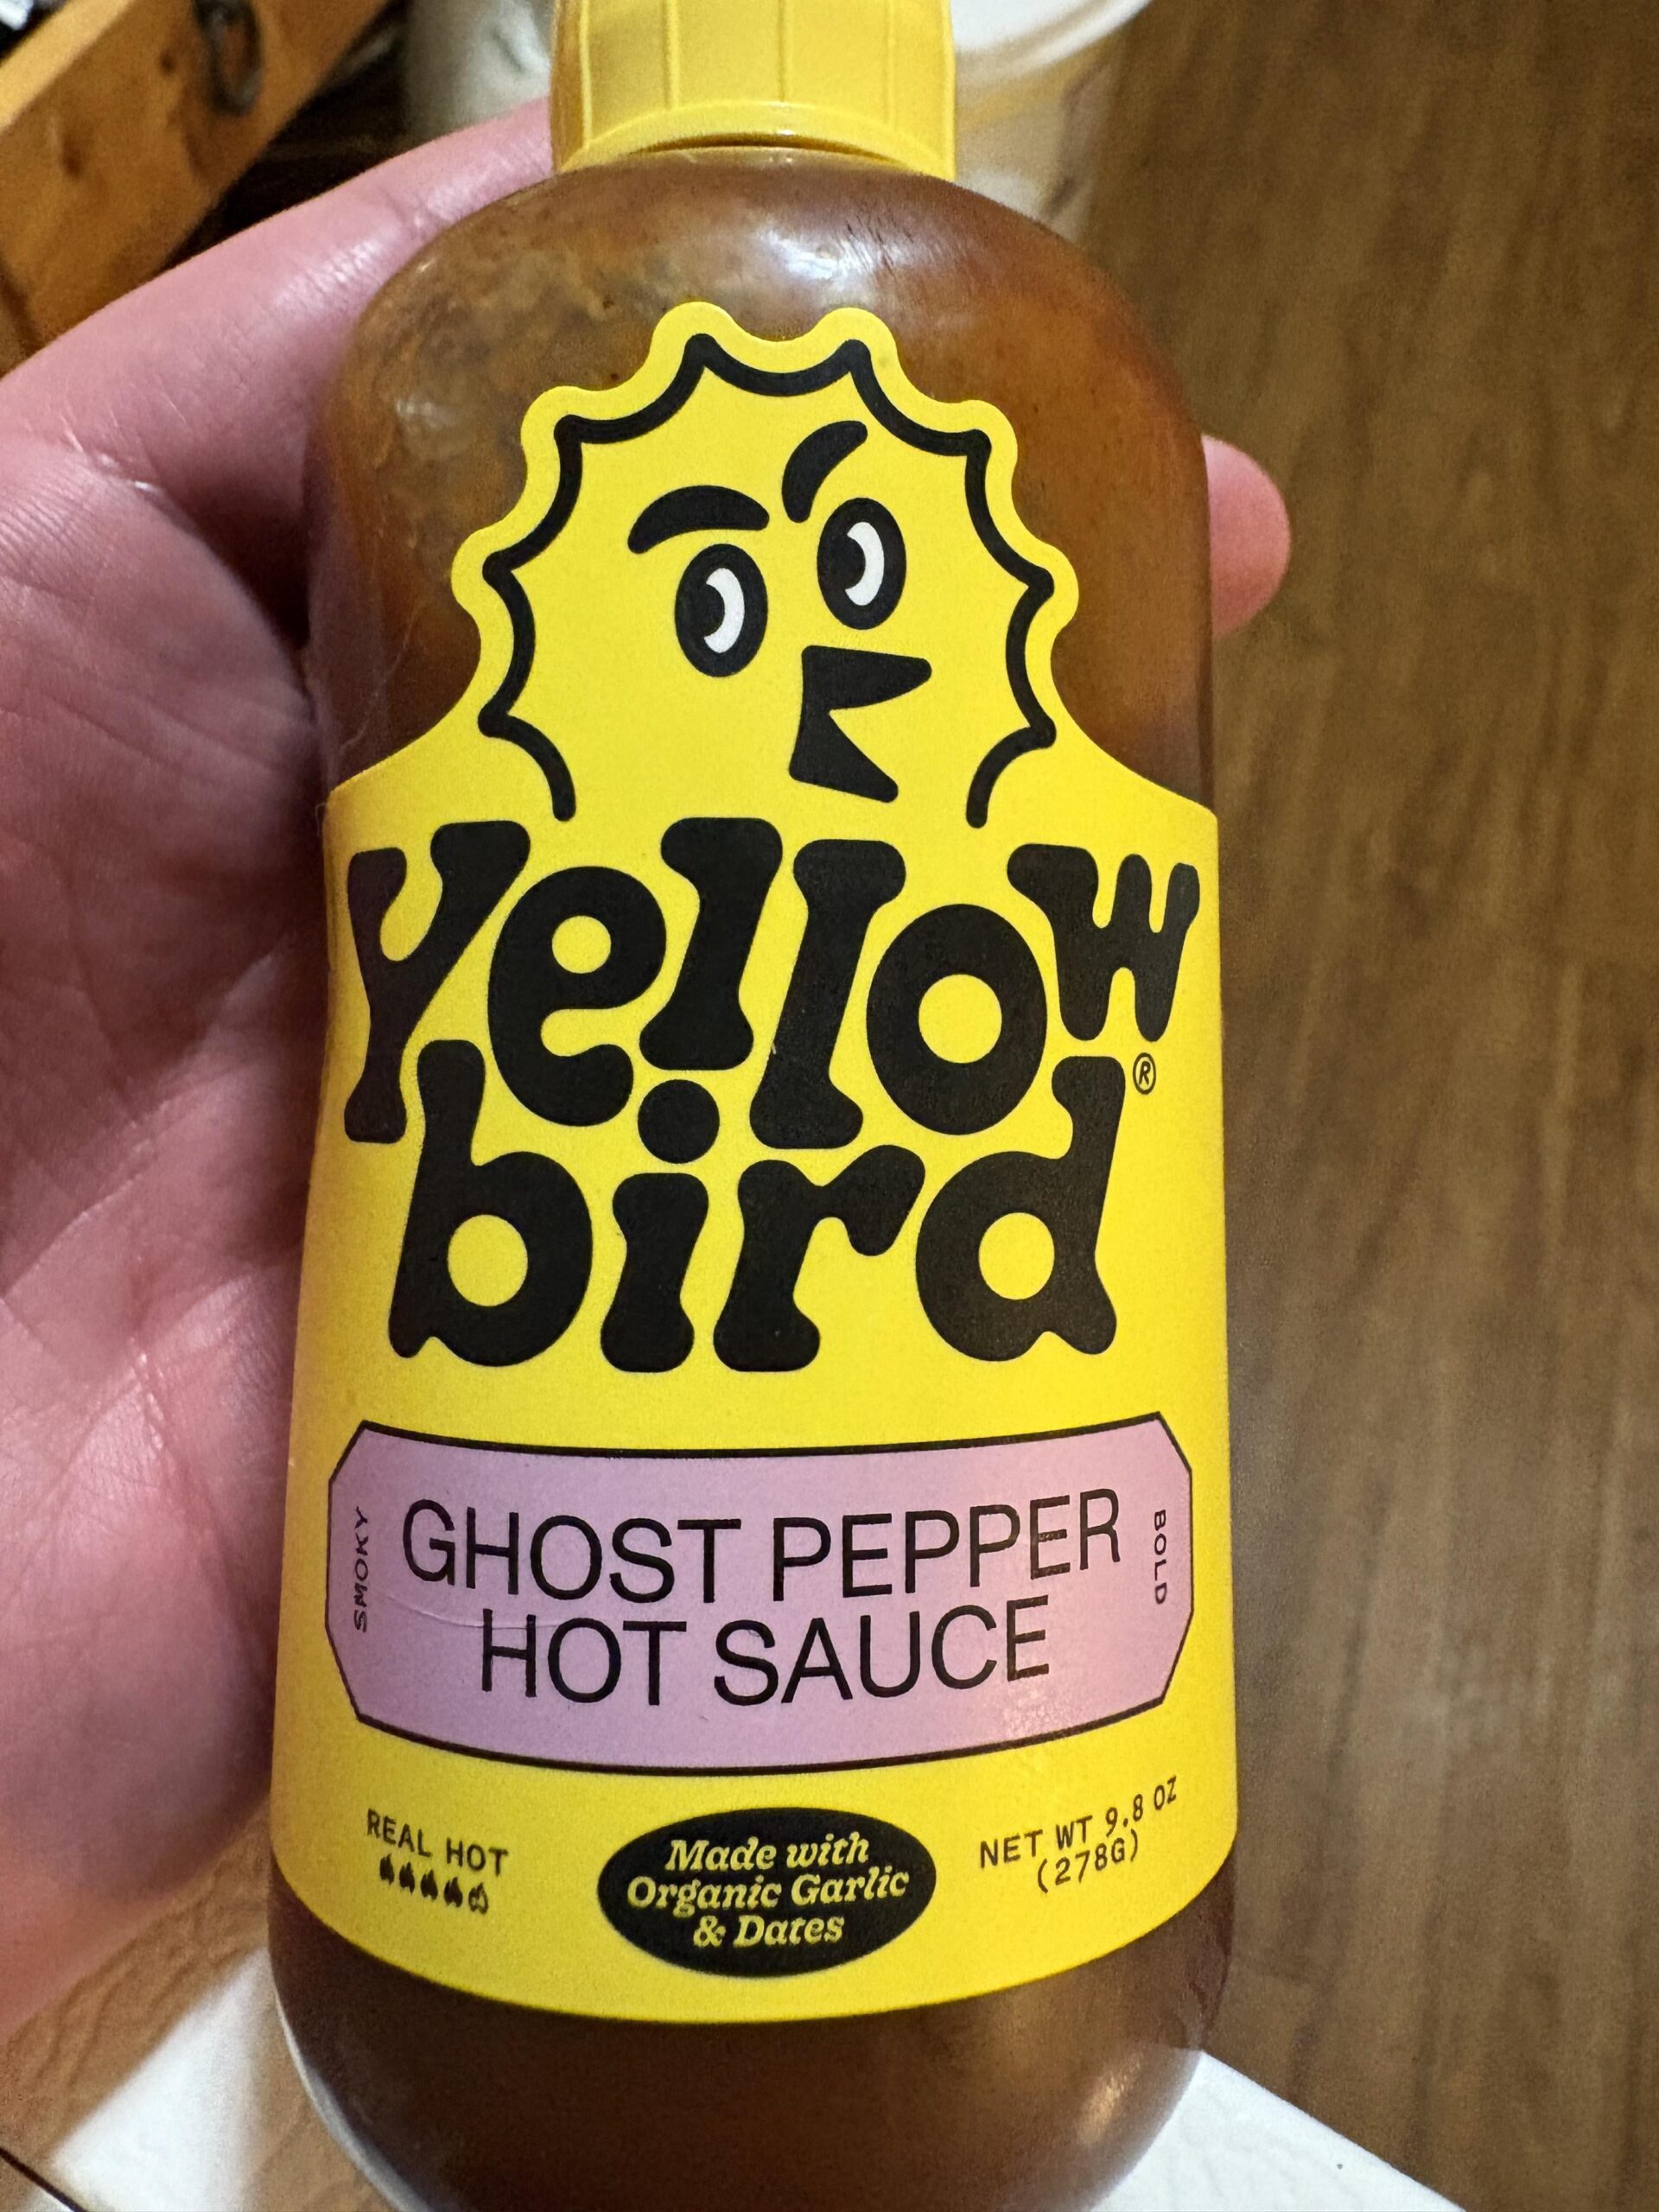 Yellow
bird®
SMOKY
GHOST PEPPER
HOT SAUCE
BOLD
REAL HOT
Made with
Organic Garlic
& Dates
NET WT 9.8 OZ
(278G)